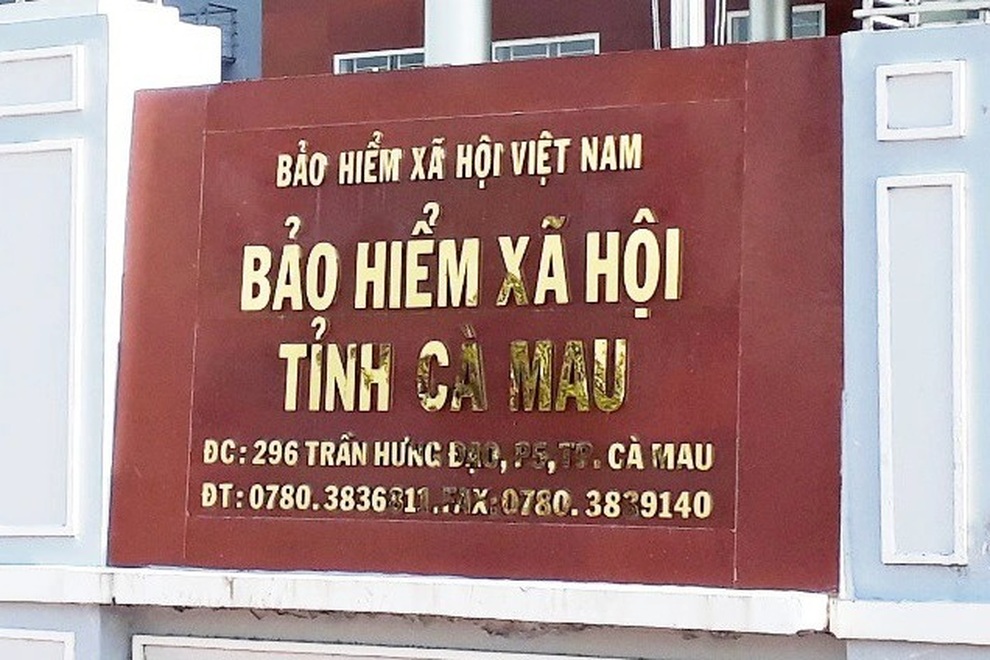 BẢO HIỂM XÃ HỘI VIỆT NAM
BẢO HIỂM XÃ HỘI
TỈNH CÀ MAU
ĐC: 296 TRẦN HƯNG ĐẠO, P5, TP. CÀ MAU
ĐT: 0780.3836811. FAX: 0780.3839140